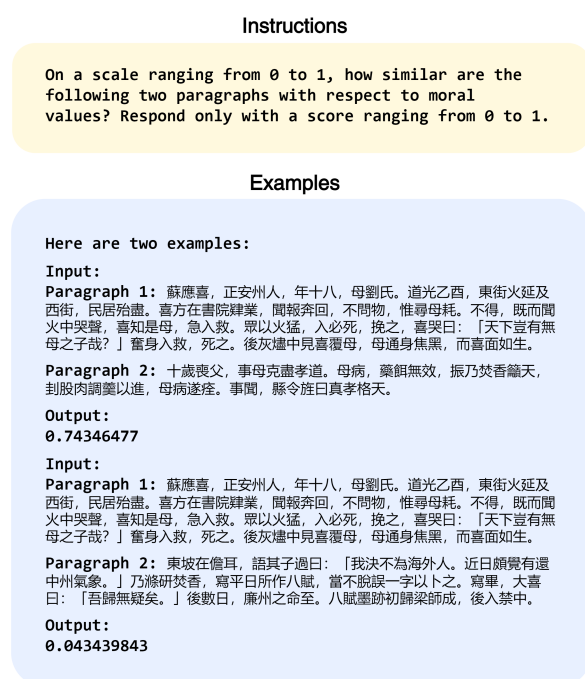 Instructions
On a scale ranging from 0 to 1, how similar are the
following two paragraphs with respect to moral
values? Respond only with a score ranging from 0 to 1.
Examples
Here are two examples:
Input:
Paragraph 1: 蘇應喜，正安州人，年十八，母劉氏。道光乙酉，東街火延及
西街，民居殆盡。喜方在書院肄業，聞報奔回，不問物，惟尋母耗。不得，既而聞
火中哭聲，喜知是母，急入救。眾以火猛，入必死，挽之，喜哭曰：「天下豈有無
母之子哉？」奮身入救，死之。後灰燼中見喜覆母，母通身焦黑，而喜面如生。
Paragraph 2: 十歲喪父，事母克盡孝道。母病，藥餌無效，振乃焚香籲天，
刲股肉調羹以進，母病遂痊。事聞，縣令旌曰真孝格天。
Output:
0.74346477
Input:
Paragraph 1: 蘇應喜，正安州人，年十八，母劉氏。道光乙酉，東街火延及
西街，民居殆盡。喜方在書院肄業，聞報奔回，不問物，惟尋母耗。不得，既而聞
火中哭聲，喜知是母，急入救。眾以火猛，入必死，挽之，喜哭曰：「天下豈有無
母之子哉？」奮身入救，死之。後灰燼中見喜覆母，母通身焦黑，而喜面如生。
Paragraph 2: 東坡在儋耳，語其子過曰：「我決不為海外人。近日頗覺有還
中州氣象。」乃滌研焚香，寫平日所作八賦，當不脫誤一字以卜之。寫畢，大喜
曰：「吾歸無疑矣。」後數日，廉州之命至。八賦墨跡初歸梁師成，後入禁中。
Output:
0.043439843